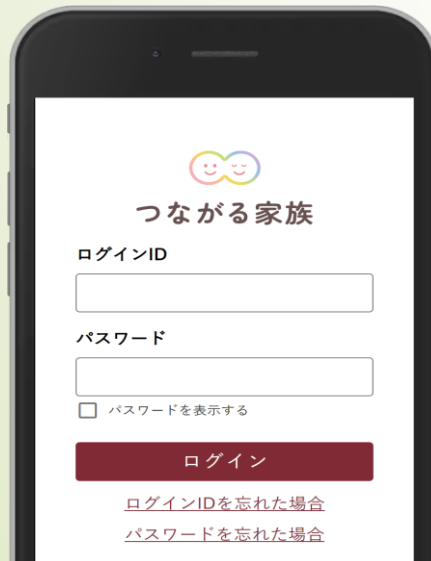 つながる家族
ログインID
パスワード
パスワードを表示する
ログイン
ログインIDを忘れた場合
パスワードを忘れた場合